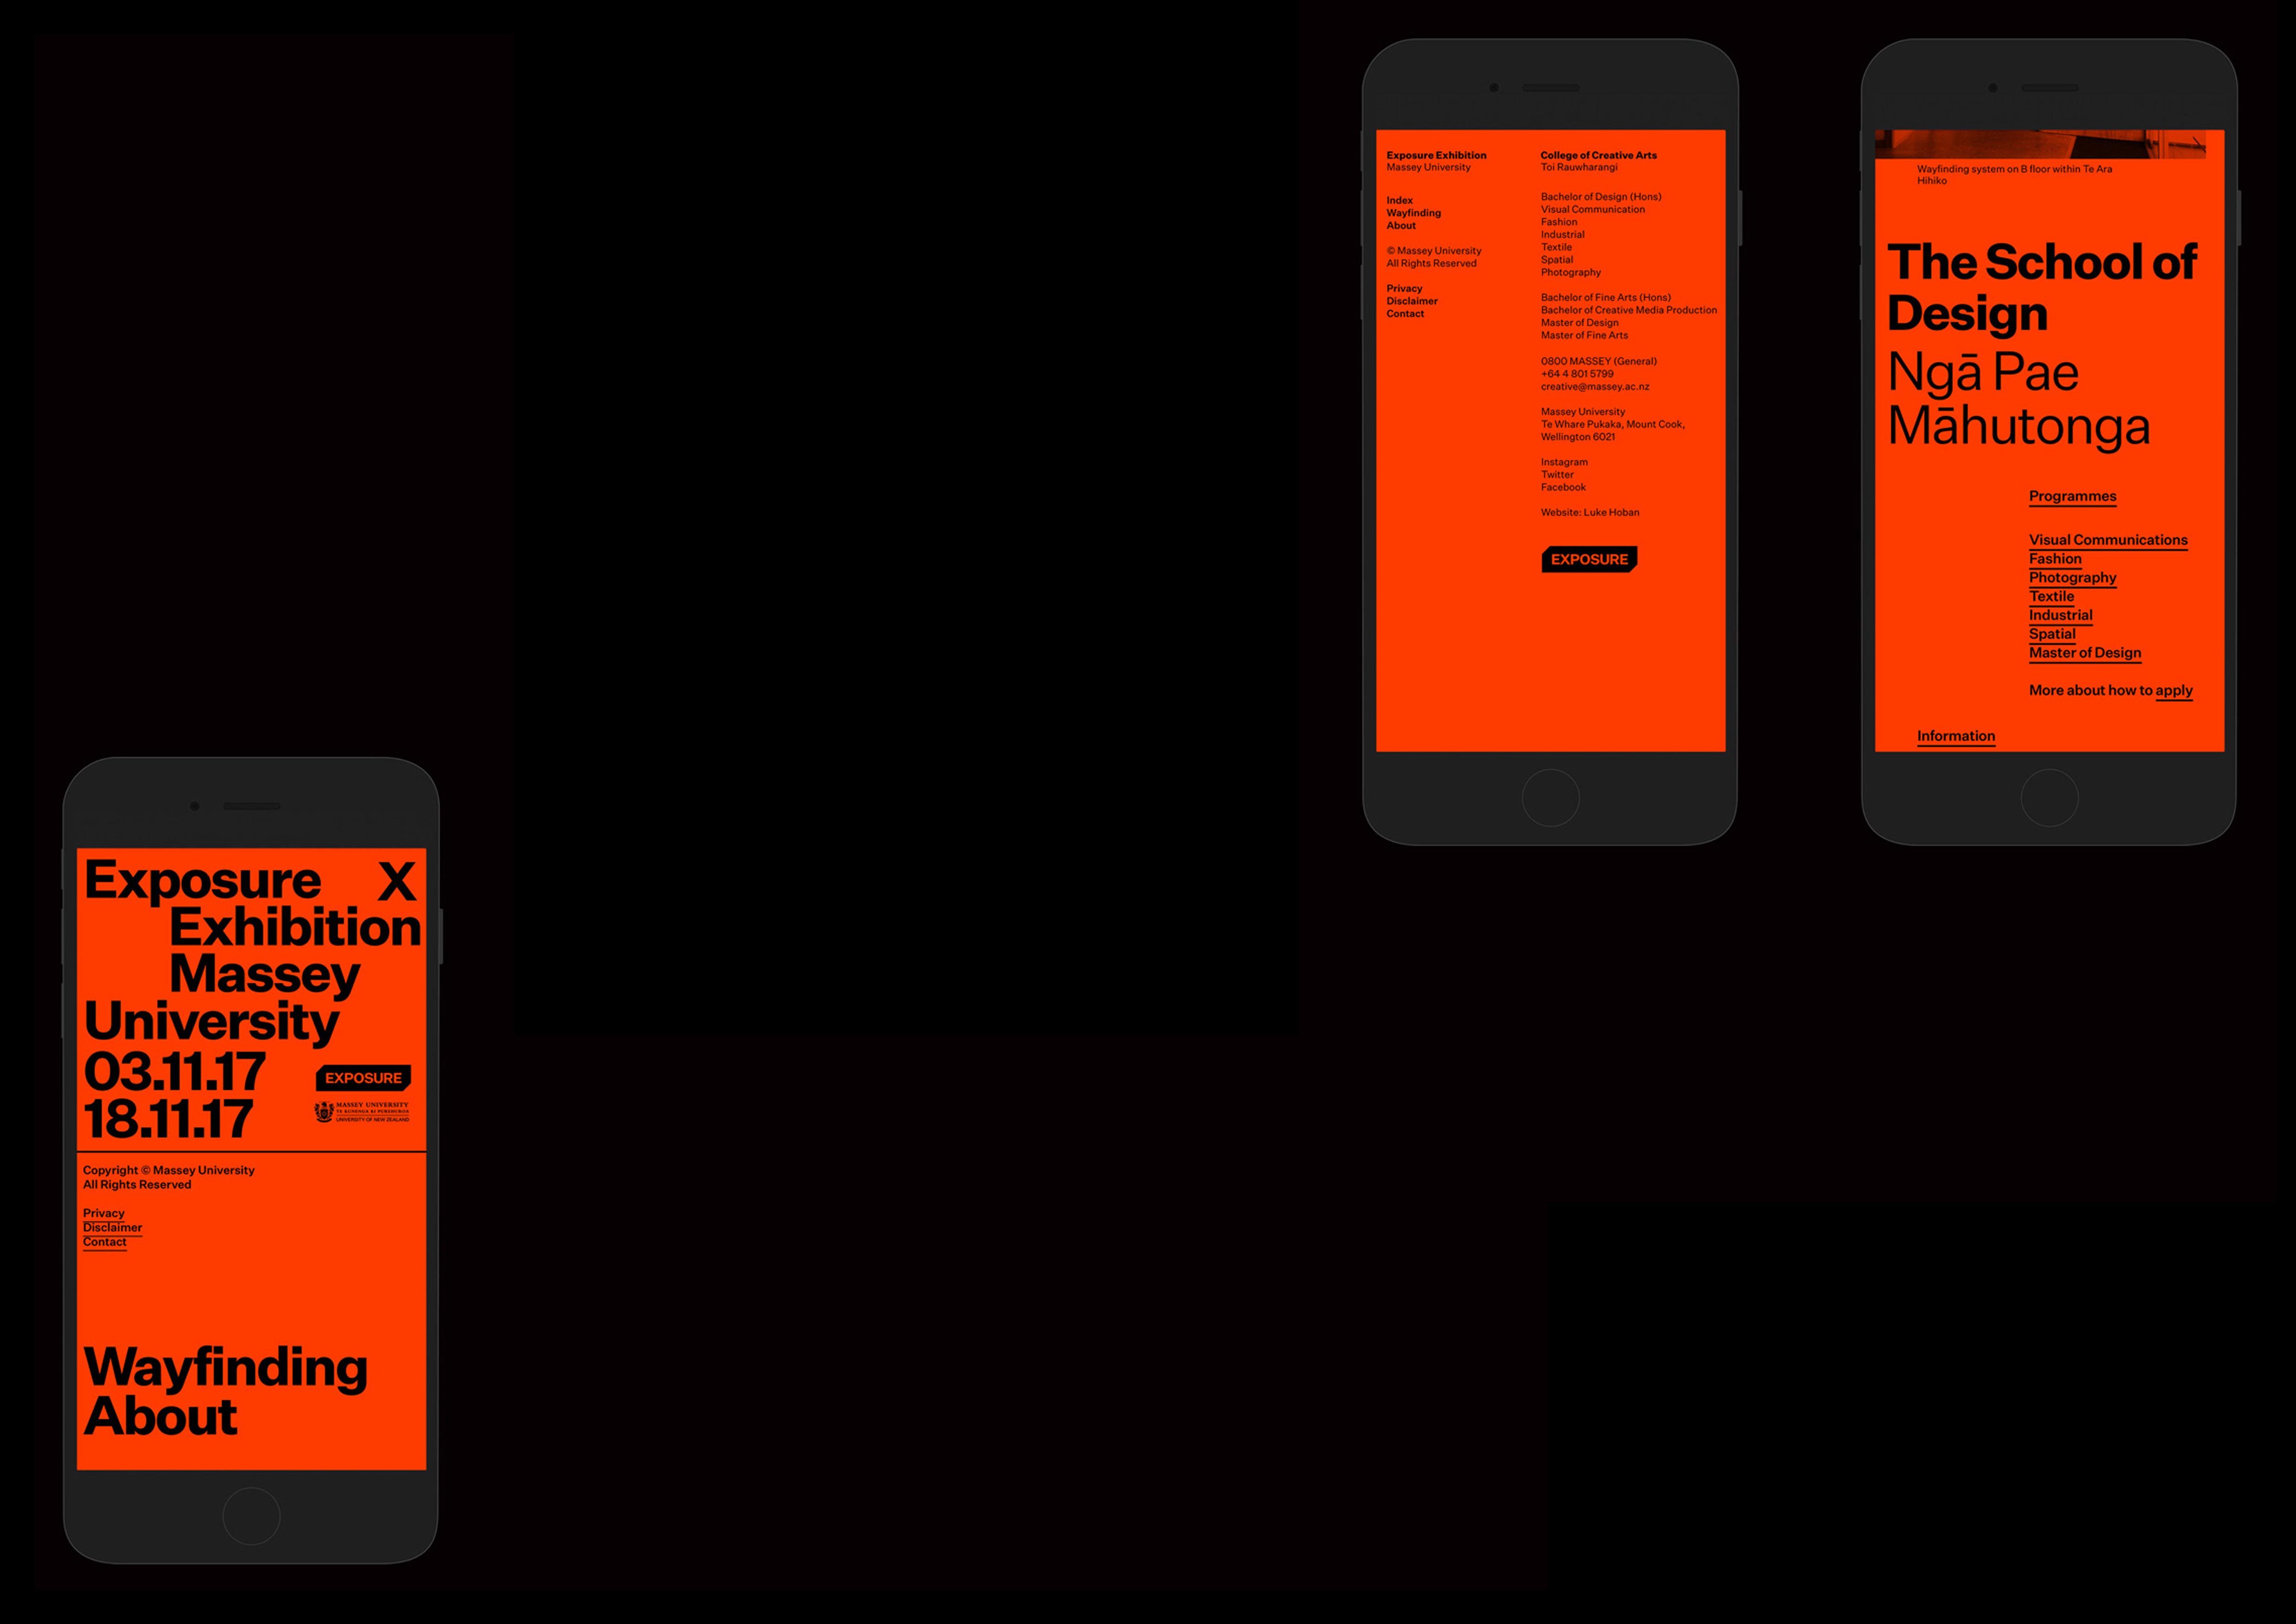 Exposure Exhibition
Massey University
Index
Wayfinding
About
© Massey University
All Rights Reserved
Privacy
Disclaimer
Contact
College of Creative Arts
Toi Rauwharangi
Bachelor of Design (Hons)
Visual Communication
Fashion
Industrial
Textile
Spatial
Photography
Bachelor of Fine Arts (Hons)
Bachelor of Creative Media Production
Master of Design
Master of Fine Arts
0800 MASSEY (General)
+64 4 801 5799
creative@massey.ac.nz
Massey University
Te Whare Pukaka, Mount Cook,
Wellington 6021
Instagram
Twitter
Facebook
Website: Luke Hoban
EXPOSURE
Wayfinding system on B floor within Te Ara
Hihiko
The School of
Design
Ngā Pae
Māhutonga
Programmes
Visual Communications
Fashion
Photography
Textile
Industrial
Spatial
Master of Design
More about how to apply
Information
Exposure X
Exhibition
Massey
University
03.11.17
18.11.17
EXPOSURE
MASSEY UNIVERSITY
TE KUNENGA KI PUREHUROA
UNIVERSITY OF NEW ZEALAND
Copyright © Massey University
All Rights Reserved
Privacy
Disclaimer
Contact
Wayfinding
About